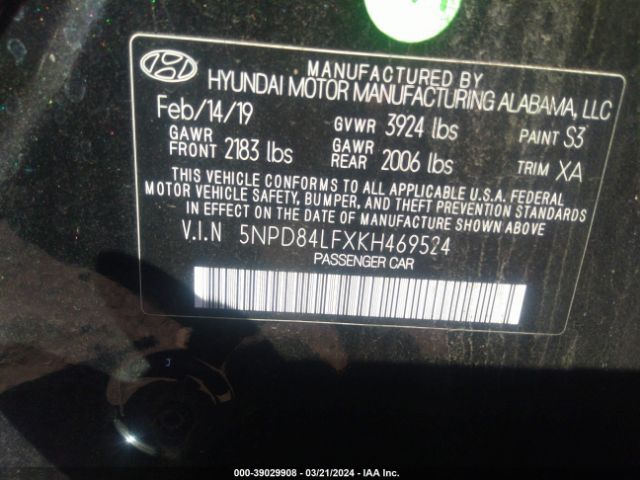 MANUFACTURED BY
HYUNDAI MOTOR MANUFACTURING ALABAMA, LLC
Feb/14/19 GVWR 3924 lbs PAINT S3
GAWR FRONT 2183 lbs GAWR REAR 2006 lbs TRIM XA
THIS VEHICLE CONFORMS TO ALL APPLICABLE U.S.A. FEDERAL
MOTOR VEHICLE SAFETY, BUMPER, AND THEFT PREVENTION STANDARDS
IN EFFECT ON THE DATE OF MANUFACTURE SHOWN ABOVE
V.I.N 5NPD84LFXKH469524
PASSENGER CAR
000-39029908 - 03/21/2024 - IAA Inc.